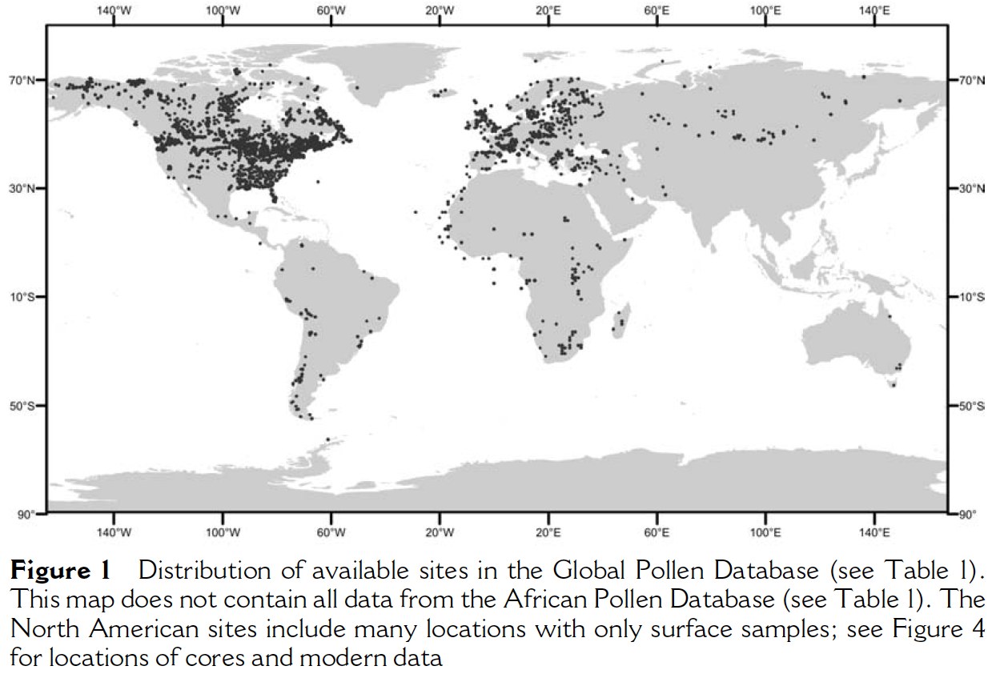 140°W 100°W 60°W 20°W 20°E 60°E 100°E 140°E
70°N 70°N
30°N 30°N
10°S 10°S
50°S 50°S
90° 90°
140°W 100°W 60°W 20°W 20°E 60°E 100°E 140°E
Figure 1 Distribution of available sites in the Global Pollen Database (see Table 1).
This map does not contain all data from the African Pollen Database (see Table 1). The
North American sites include many locations with only surface samples; see Figure 4
for locations of cores and modern data